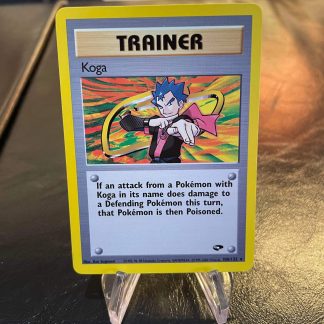 TRAINER
Koga
If an attack from a Pokémon with
Koga in its name does damage to
a Defending Pokémon this turn,
that Pokémon is then Poisoned.